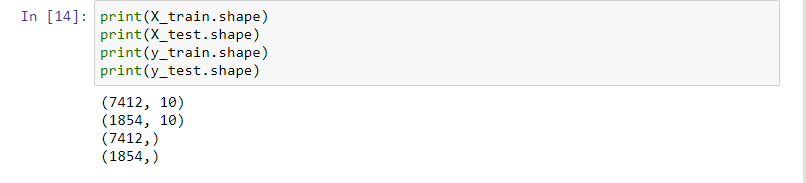 In [14]: print(X_train.shape)
print(X_test.shape)
print(y_train.shape)
print(y_test.shape)
(7412, 10)
(1854, 10)
(7412,)
(1854,)